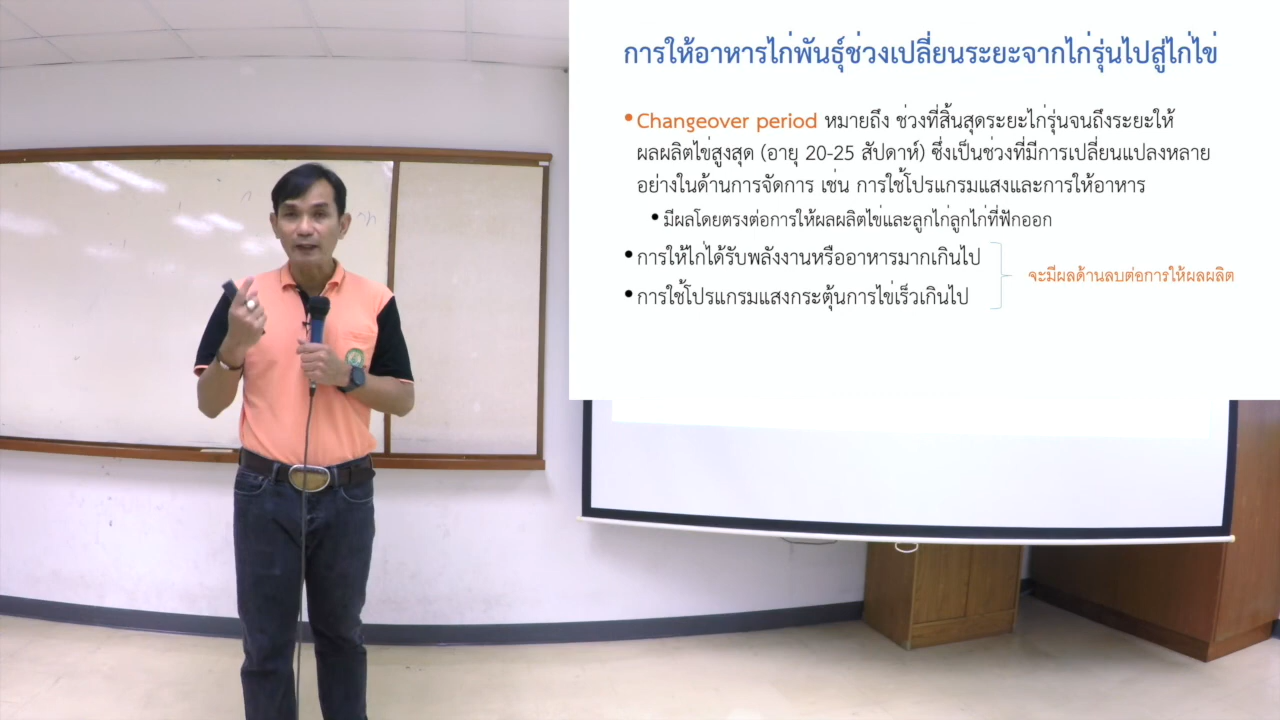 การให้อาหารไก่พันธุ์ช่วงเปลี่ยนระยะจากไก่รุ่นไปสู่ไก่ไข่
• Changeover period หมายถึง ช่วงที่สิ้นสุดระยะไก่รุ่นจนถึงระยะให้
ผลผลิตไข่สูงสุด (อายุ 20-25 สัปดาห์) ซึ่งเป็นช่วงที่มีการเปลี่ยนแปลงหลาย
อย่างในด้านการจัดการ เช่น การใช้โปรแกรมแสงและการให้อาหาร
• มีผลโดยตรงต่อการให้ผลผลิตไข่และลูกไก่ลูกไก่ที่ฟักออก
• การให้ไก่ได้รับพลังงานหรืออาหารมากเกินไป
• การใช้โปรแกรมแสงกระตุ้นการไข่เร็วเกินไป
จะมีผลด้านลบต่อการให้ผลผลิต